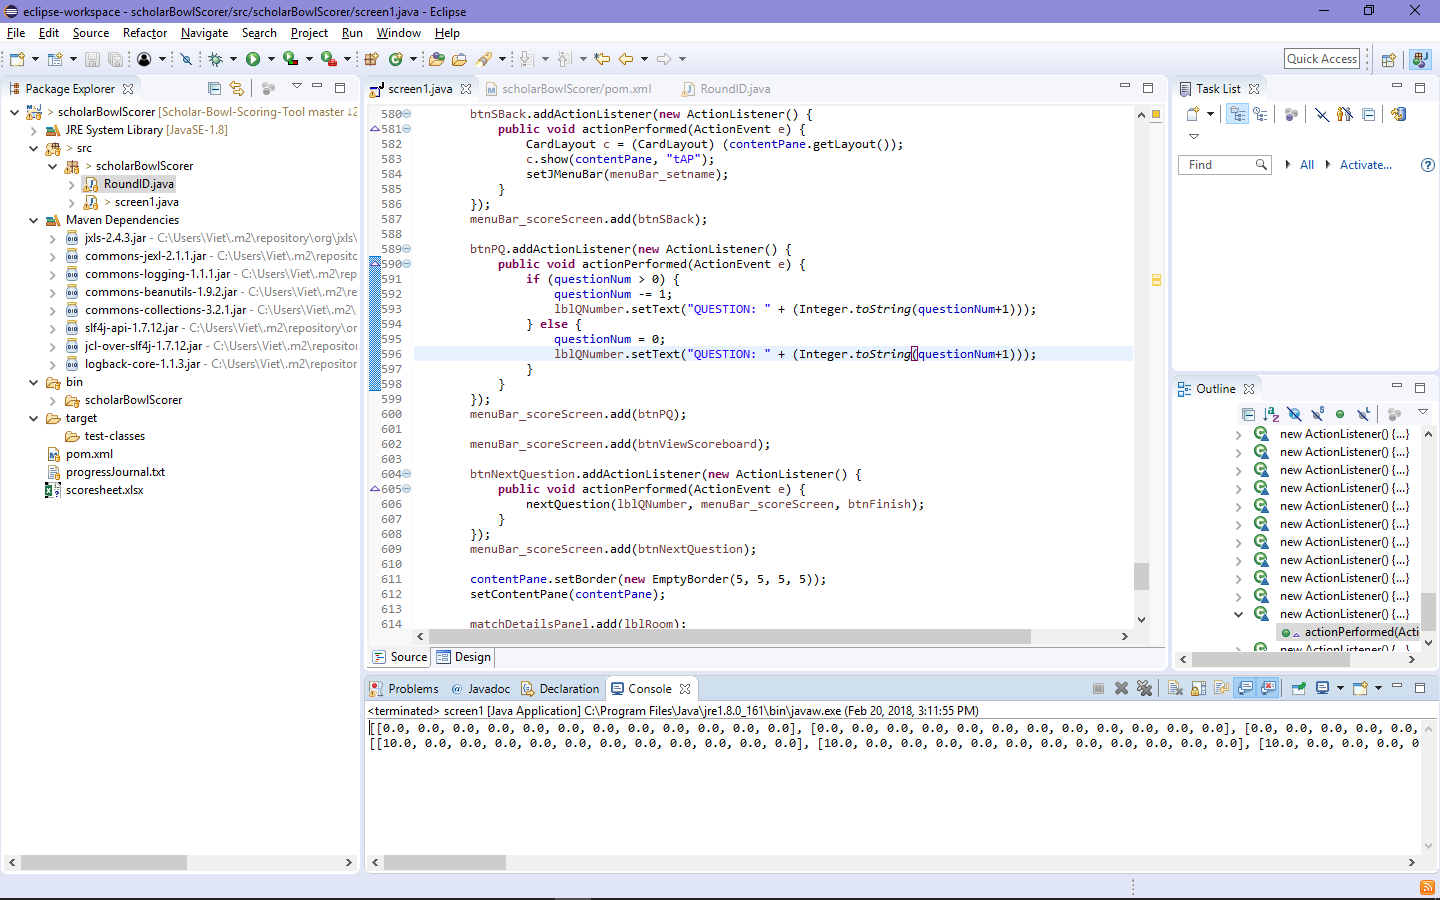 eclipse-workspace - scholarBowlScorer/src/scholarBowlScorer/screen1.java - Eclipse
File Edit Source Refactor Navigate Search Project Run Window Help
Quick Access
Package Explorer
> scholarBowlScorer [Scholar-Bowl-Scoring-Tool master ↓2
JRE System Library [JavaSE-1.8]
> src
> scholarBowlScorer
RoundID.java
> screen1.java
Maven Dependencies
jxls-2.4.3.jar - C:\Users\Viet\.m2\repository\org\jxls\
commons-jexl-2.1.1.jar - C:\Users\Viet\.m2\reposito
commons-logging-1.1.1.jar - C:\Users\Viet\.m2\rep
commons-beanutils-1.9.2.jar - C:\Users\Viet\.m2\re
commons-collections-3.2.1.jar - C:\Users\Viet\.m2\
slf4j-api-1.7.12.jar - C:\Users\Viet\.m2\repository\or
jcl-over-slf4j-1.7.12.jar - C:\Users\Viet\.m2\reposito
logback-core-1.1.3.jar - C:\Users\Viet\.m2\repositor
bin
scholarBowlScorer
target
test-classes
pom.xml
progressJournal.txt
scoresheet.xlsx
screen1.java scholarBowlScorer/pom.xml RoundID.java
580 btnSBack.addActionListener(new ActionListener() {
581 public void actionPerformed(ActionEvent e) {
582 CardLayout c = (CardLayout) (contentPane.getLayout());
583 c.show(contentPane, "tAP");
584 setJMenuBar(menuBar_setname);
585 }
586 });
587 menuBar_scoreScreen.add(btnSBack);
588
589 btnPQ.addActionListener(new ActionListener() {
590 public void actionPerformed(ActionEvent e) {
591 if (questionNum > 0) {
592 questionNum -= 1;
593 lblQNumber.setText("QUESTION: " + (Integer.toString(questionNum+1)));
594 } else {
595 questionNum = 0;
596 lblQNumber.setText("QUESTION: " + (Integer.toString(questionNum+1)));
597 }
598 }
599 });
600 menuBar_scoreScreen.add(btnPQ);
601
602 menuBar_scoreScreen.add(btnViewScoreboard);
603
604 btnNextQuestion.addActionListener(new ActionListener() {
605 public void actionPerformed(ActionEvent e) {
606 nextQuestion(lblQNumber, menuBar_scoreScreen, btnFinish);
607 }
608 });
609 menuBar_scoreScreen.add(btnNextQuestion);
610
611 contentPane.setBorder(new EmptyBorder(5, 5, 5, 5));
612 setContentPane(contentPane);
613
614 matchDetailsPanel.add(lblRoom);
Source Design
Task List
Find All Activate...
Outline
new ActionListener() {...}
new ActionListener() {...}
new ActionListener() {...}
new ActionListener() {...}
new ActionListener() {...}
new ActionListener() {...}
new ActionListener() {...}
new ActionListener() {...}
new ActionListener() {...}
new ActionListener() {...}
new ActionListener() {...}
actionPerformed(Acti
new ActionListener() {...}
Problems @ Javadoc Declaration Console
<terminated> screen1 [Java Application] C:\Program Files\Java\jre1.8.0_161\bin\javaw.exe (Feb 20, 2018, 3:11:55 PM)
[[0.0, 0.0, 0.0, 0.0, 0.0, 0.0, 0.0, 0.0, 0.0, 0.0, 0.0, 0.0], [0.0, 0.0, 0.0, 0.0, 0.0, 0.0, 0.0, 0.0, 0.0, 0.0, 0.0, 0.0], [0.0, 0.0, 0.0, 0.0, 0.0,
[[10.0, 0.0, 0.0, 0.0, 0.0, 0.0, 0.0, 0.0, 0.0, 0.0, 0.0, 0.0], [10.0, 0.0, 0.0, 0.0, 0.0, 0.0, 0.0, 0.0, 0.0, 0.0, 0.0, 0.0], [10.0, 0.0, 0.0, 0.0, 0